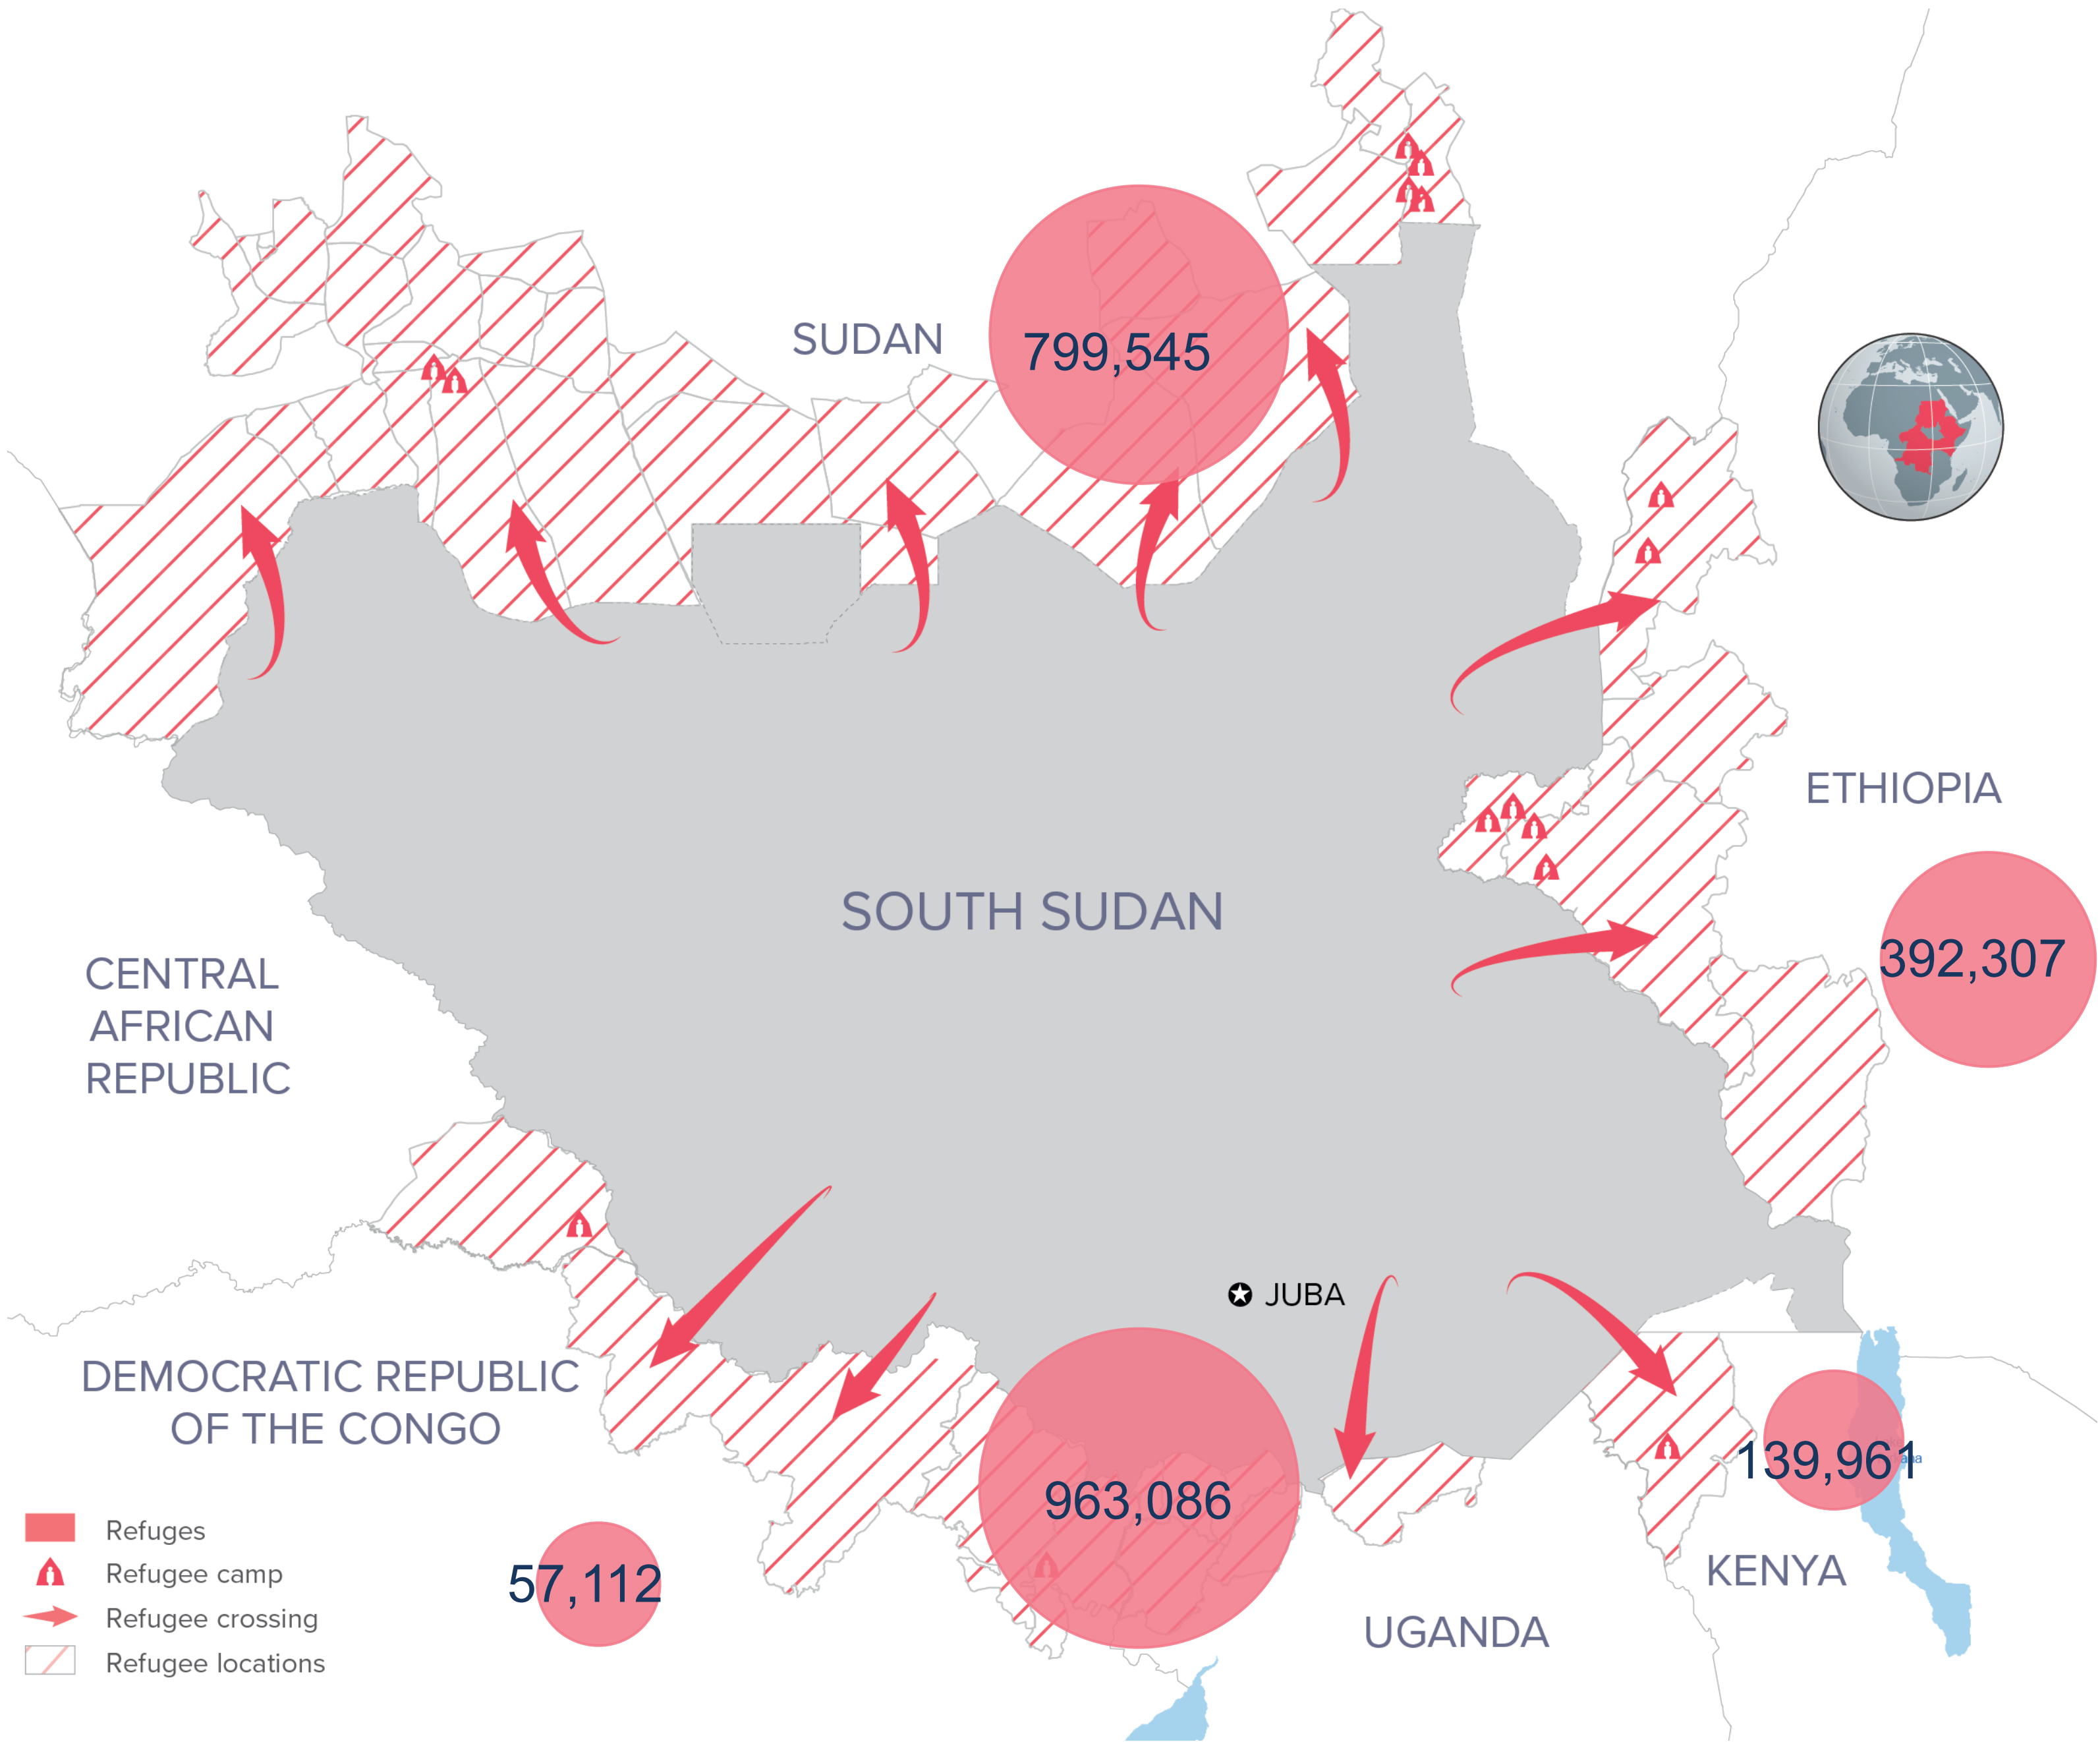 SUDAN
799,545
ETHIOPIA
SOUTH SUDAN
392,307
CENTRAL
AFRICAN
REPUBLIC
JUBA
DEMOCRATIC REPUBLIC
OF THE CONGO
139,961
963,086
57,112
KENYA
UGANDA
Refuges
Refugee camp
Refugee crossing
Refugee locations